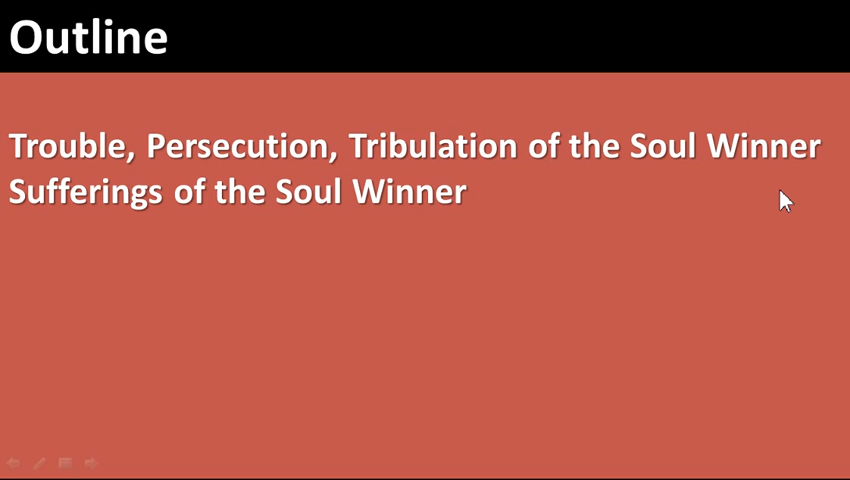 Outline
Trouble, Persecution, Tribulation of the Soul Winner
Sufferings of the Soul Winner